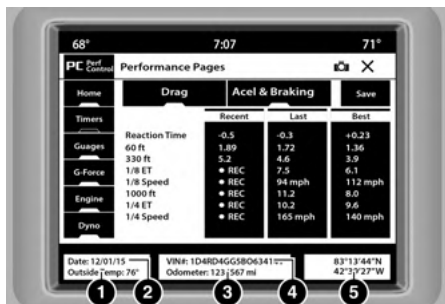 68° 7:07 71°
PC Perf Control Performance Pages
Home Drag Acel & Braking Save
Timers Recent Last Best
Reaction Time -0.5 -0.3 +0.23
60 ft 1.89 1.72 1.36
Guages 330 ft 5.2 4.6 3.9
1/8 ET • REC 7.5 6.1
G-Force 1/8 Speed • REC 94 mph 112 mph
1000 ft • REC 11.2 8.0
Engine 1/4 ET • REC 10.2 9.6
1/4 Speed • REC 165 mph 140 mph
Dyno
Date: 12/01/15 VIN#: 83°13'44"N
Outside Temp: 76° Odometer: mi
1 2 3 4 5